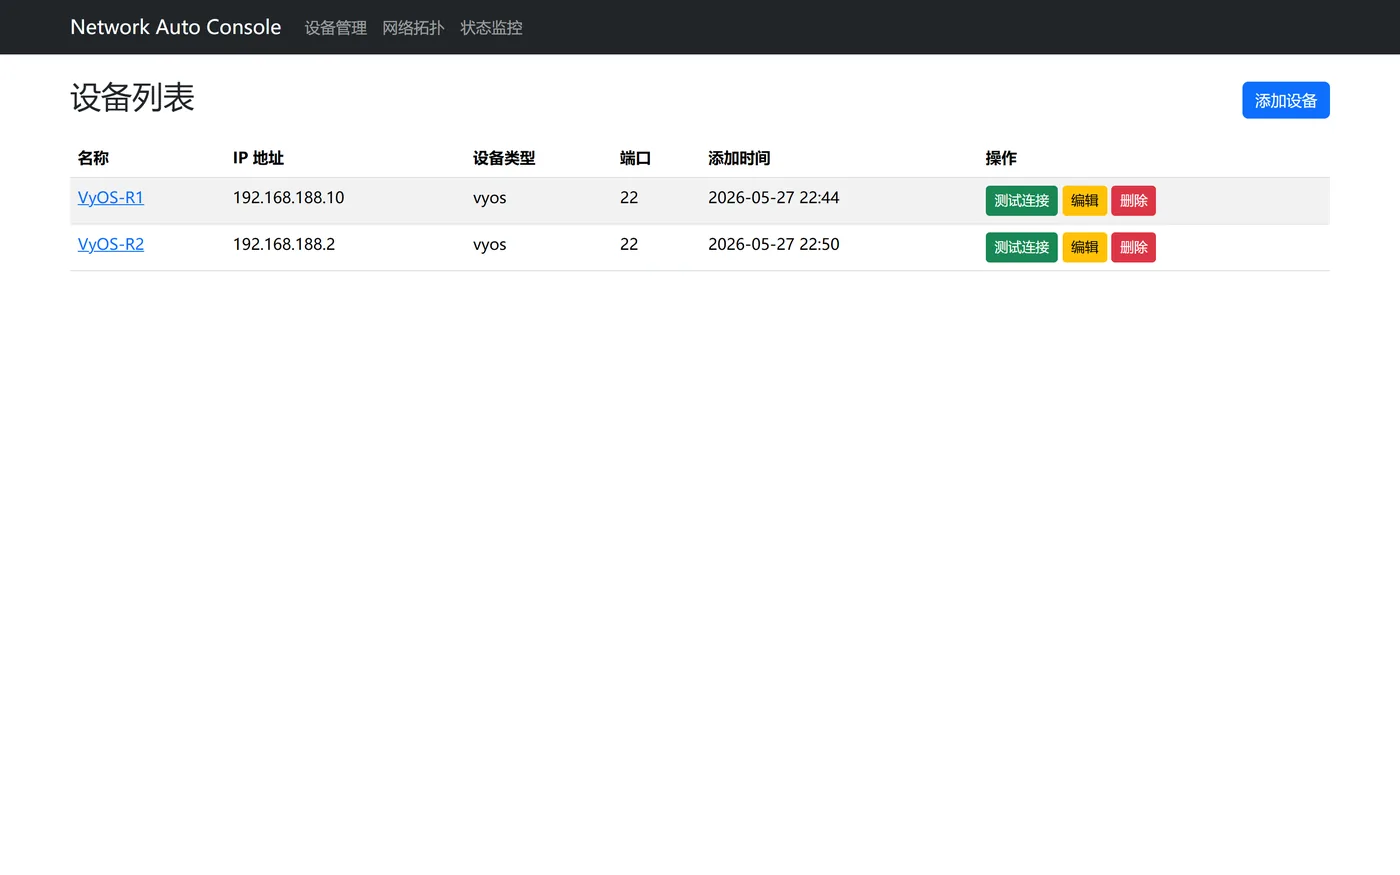 Network Auto Console 设备管理 网络拓扑 状态监控
设备列表 添加设备
名称 IP 地址 设备类型 端口 添加时间 操作
VyOS-R1 192.168.188.10 vyos 22 2026-05-27 22:44 测试连接 编辑 删除
VyOS-R2 192.168.188.2 vyos 22 2026-05-27 22:50 测试连接 编辑 删除